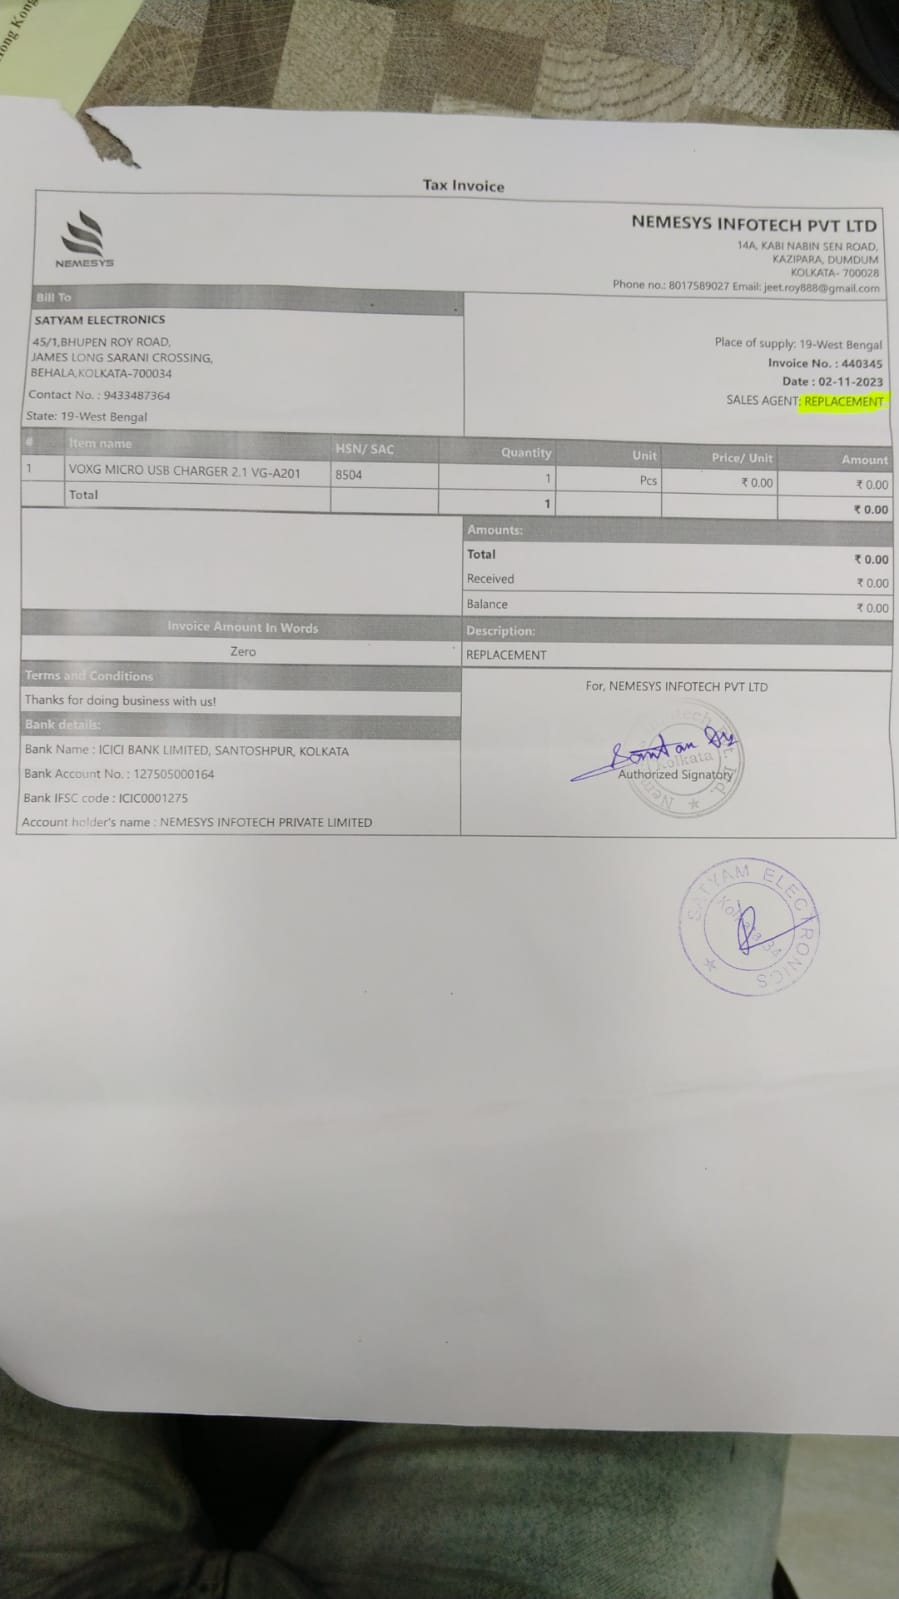 ong Kong
Tax Invoice
NEMESYS
NEMESYS INFOTECH PVT LTD
14A, KABI NABIN SEN ROAD,
KAZIPARA, DUMDUM
KOLKATA- 700028
Phone no.: 8017589027 Email: jeet.roy888@gmail.com
Bill To
SATYAM ELECTRONICS
45/1,BHUPEN ROY ROAD,
JAMES LONG SARANI CROSSING,
BEHALA,KOLKATA-700034
Contact No. : 9433487364
State: 19-West Bengal
Place of supply: 19-West Bengal
Invoice No. : 440345
Date : 02-11-2023
SALES AGENT: REPLACEMENT
# Item name HSN/ SAC Quantity Unit Price/ Unit Amount
1 VOXG MICRO USB CHARGER 2.1 VG-A201 8504 1 Pcs ₹ 0.00 ₹ 0.00
Total 1 ₹ 0.00
Amounts:
Total ₹ 0.00
Received ₹ 0.00
Balance ₹ 0.00
Invoice Amount In Words
Zero
Description:
REPLACEMENT
Terms and Conditions
Thanks for doing business with us!
Bank details:
Bank Name : ICICI BANK LIMITED, SANTOSHPUR, KOLKATA
Bank Account No. : 127505000164
Bank IFSC code : ICIC0001275
Account holder's name : NEMESYS INFOTECH PRIVATE LIMITED
For, NEMESYS INFOTECH PVT LTD
Kolkata
Authorized Signatory
SATYAM ELECTRONICS
Kolkata 34